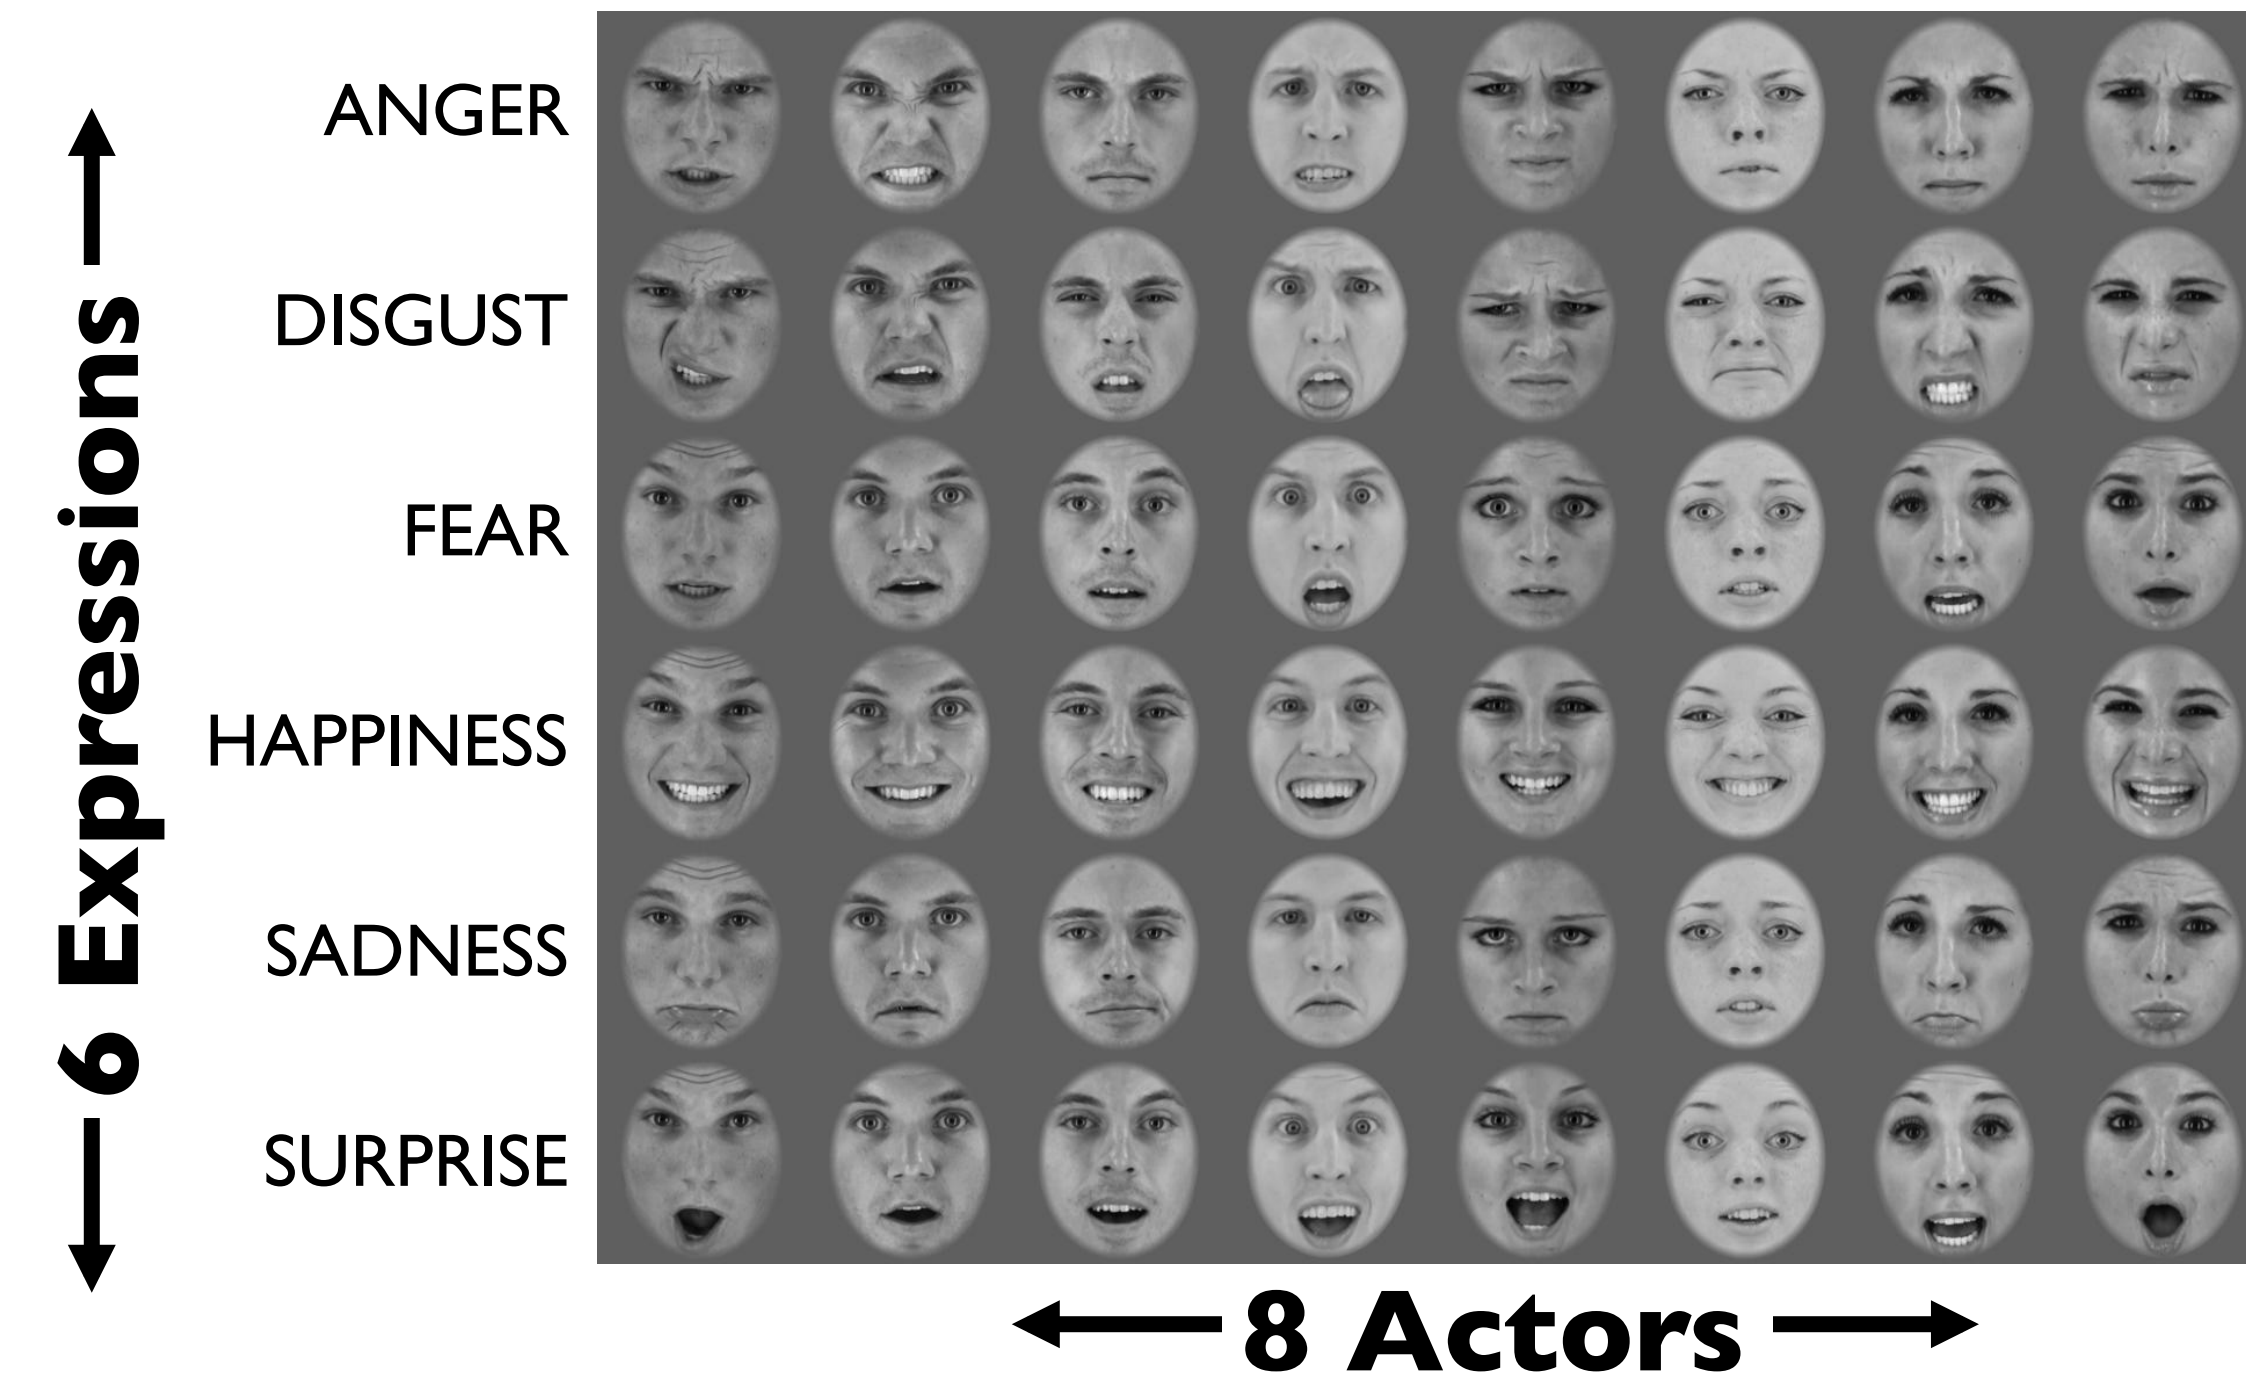 6 Expressions
ANGER
DISGUST
FEAR
HAPPINESS
SADNESS
SURPRISE
8 Actors